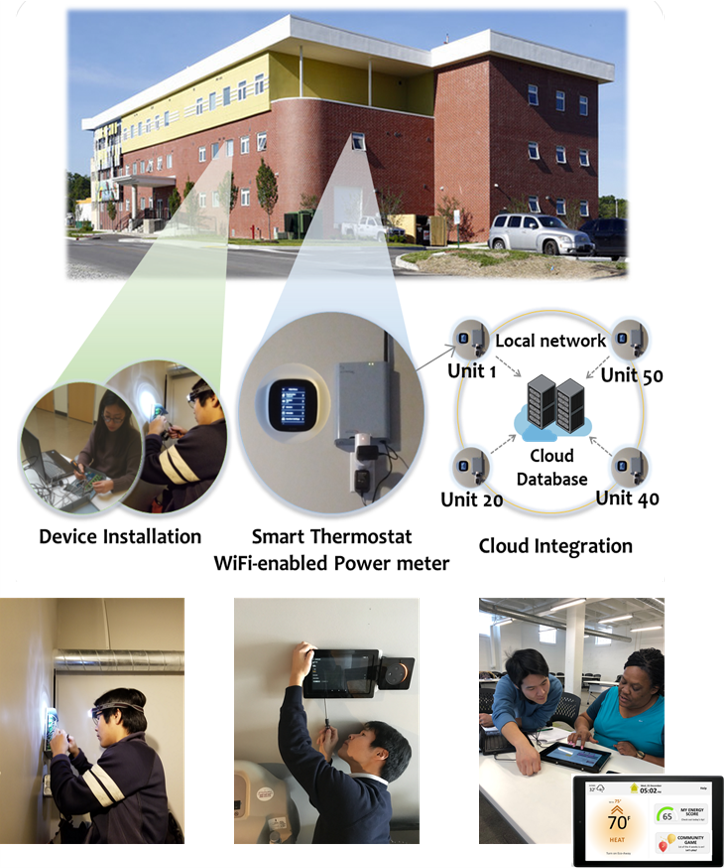 Local network
Unit 1
Unit 50
Cloud
Database
Unit 20
Unit 40
Device Installation
Smart Thermostat
WiFi-enabled Power meter
Cloud Integration
05:02
Help
MY ENERGY
SCORE
65
70°
HEAT
COMMUNITY
GAME